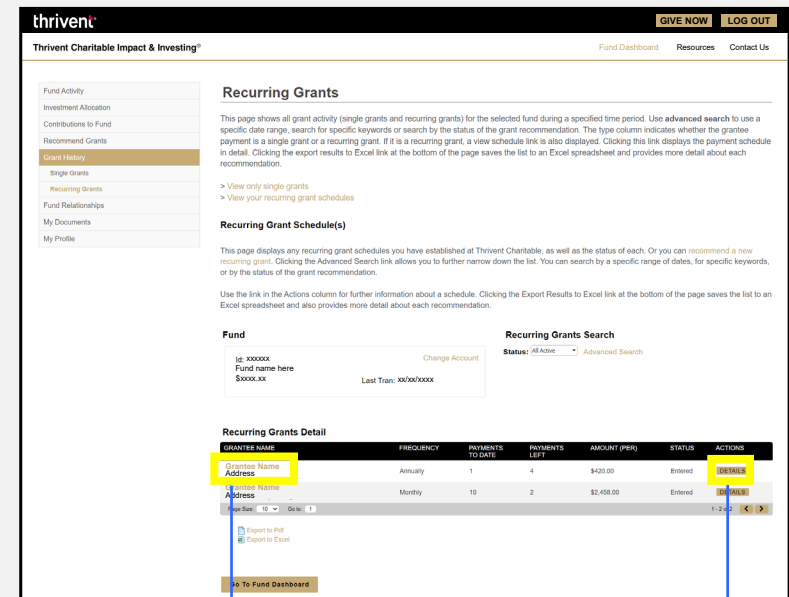 thrivent
GIVE NOW
LOG OUT
Thrivent Charitable Impact & Investing®
Fund Dashboard
Resources
Contact Us
Fund Activity
Investment Allocation
Contributions to Fund
Recommend Grants
Grant History
Single Grants
Recurring Grants
Fund Relationships
My Documents
My Profile
Recurring Grants
This page shows all grant activity (single grants and recurring grants) for the selected fund during a specified time period. Use advanced search to use a
specific date range, search for specific keywords or search by the status of the grant recommendation. The type column indicates whether the grantee
payment is a single grant or a recurring grant. If it is a recurring grant, a view schedule link is also displayed. Clicking this link displays the payment schedule
in detail. Clicking the export results to Excel link at the bottom of the page saves the list to an Excel spreadsheet and provides more detail about each
recommendation.
> View only single grants
> View your recurring grant schedules
Recurring Grant Schedule(s)
This page displays any recurring grant schedules you have established at Thrivent Charitable, as well as the status of each. Or you can recommend a new
recurring grant. Clicking the Advanced Search link allows you to further narrow down the list. You can search by a specific range of dates, for specific keywords,
or by the status of the grant recommendation.
Use the link in the Actions column for further information about a schedule. Clicking the Export Results to Excel link at the bottom of the page saves the list to an
Excel spreadsheet and also provides more detail about each recommendation.
Fund
Id: xxxxxx
Change Account
Fund name here
$xxxx.xx
Last Tran: xx/xx/xxxx
Recurring Grants Search
Status: All Active Advanced Search
Recurring Grants Detail
GRANTEE NAME FREQUENCY PAYMENTS TO DATE PAYMENTS LEFT AMOUNT (PER) STATUS ACTIONS
Grantee Name
Address Annually 1 4 $420.00 Entered DETAILS
Grantee Name
Address Monthly 10 2 $2,458.00 Entered DETAILS
Page Size: 10 Go to: 1 1 - 2 of 2
Export to Pdf
Export to Excel
Go To Fund Dashboard